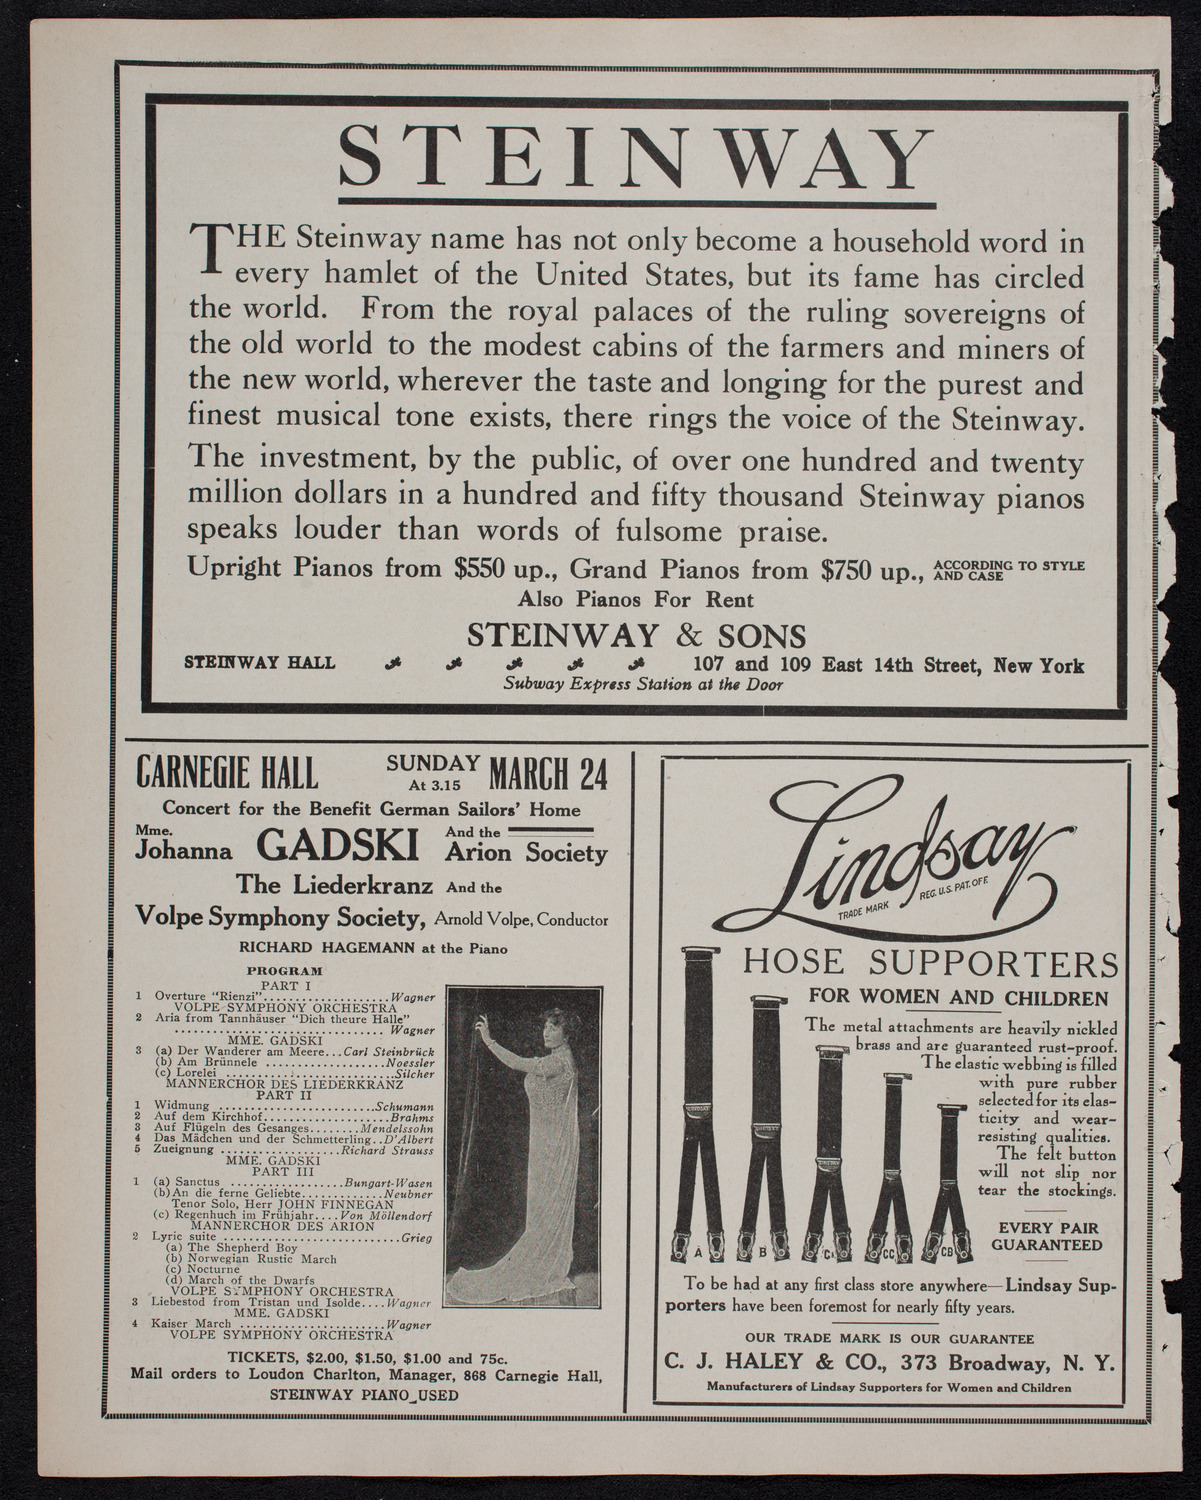 STEINWAY
THE Steinway name has not only become a household word in
every hamlet of the United States, but its fame has circled
the world. From the royal palaces of the ruling sovereigns of
the old world to the modest cabins of the farmers and miners of
the new world, wherever the taste and longing for the purest and
finest musical tone exists, there rings the voice of the Steinway.
The investment, by the public, of over one hundred and twenty
million dollars in a hundred and fifty thousand Steinway pianos
speaks louder than words of fulsome praise.
Upright Pianos from $550 up., Grand Pianos from $750 up., ACCORDING TO STYLE AND CASE
Also Pianos For Rent
STEINWAY & SONS
STEINWAY HALL 107 and 109 East 14th Street, New York
Subway Express Station at the Door
CARNEGIE HALL SUNDAY At 3.15 MARCH 24
Concert for the Benefit German Sailors' Home
Mme. Johanna GADSKI And the Arion Society
The Liederkranz And the
Volpe Symphony Society, Arnold Volpe, Conductor
RICHARD HAGEMANN at the Piano
PROGRAM
PART I
1 Overture "Rienzi"..................Wagner
VOLPE SYMPHONY ORCHESTRA
2 Aria from Tannhäuser "Dich theure Halle"
.............................. Wagner
MME. GADSKI
3 (a) Der Wanderer am Meere...Carl Steinbrück
(b) Am Brünnele .................Noessler
(c) Lorelei ........................Silcher
MANNERCHOR DES LIEDERKRANZ
PART II
1 Widmung .......................Schumann
2 Auf dem Kirchhof...................Brahms
3 Auf Flügeln des Gesanges........Mendelssohn
4 Das Mädchen und der Schmetterling..D'Albert
5 Zueignung ..................Richard Strauss
MME. GADSKI
PART III
1 (a) Sanctus .................Bungart-Wasen
(b) An die ferne Geliebte............Neubner
Tenor Solo, Herr JOHN FINNEGAN
(c) Regenhuch im Frühjahr....Von Möllendorf
MANNERCHOR DES ARION
2 Lyric suite ..........................Grieg
(a) The Shepherd Boy
(b) Norwegian Rustic March
(c) Nocturne
(d) March of the Dwarfs
VOLPE SYMPHONY ORCHESTRA
3 Liebestod from Tristan und Isolde....Wagner
MME. GADSKI
4 Kaiser March ......................Wagner
VOLPE SYMPHONY ORCHESTRA
TICKETS, $2.00, $1.50, $1.00 and 75c.
Mail orders to Loudon Charlton, Manager, 868 Carnegie Hall,
STEINWAY PIANO USED
Lindsay
TRADE MARK REG. U.S. PAT. OFF.
HOSE SUPPORTERS
FOR WOMEN AND CHILDREN
The metal attachments are heavily nickled
brass and are guaranteed rust-proof.
The elastic webbing is filled
with pure rubber
selected for its elas-
ticity and wear-
resisting qualities.
The felt button
will not slip nor
tear the stockings.
EVERY PAIR
GUARANTEED
A B C CC CB
To be had at any first class store anywhere—Lindsay Sup-
porters have been foremost for nearly fifty years.
OUR TRADE MARK IS OUR GUARANTEE
C. J. HALEY & CO., 373 Broadway, N. Y.
Manufacturers of Lindsay Supporters for Women and Children